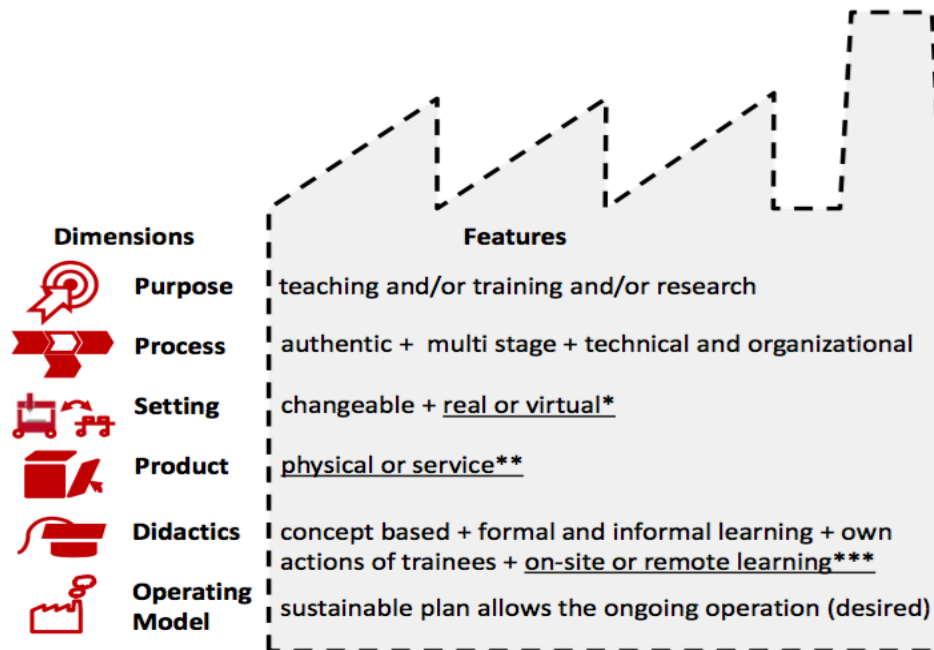 Dimensions Features
Purpose teaching and/or training and/or research
Process authentic + multi stage + technical and organizational
Setting changeable + real or virtual*
Product physical or service**
Didactics concept based + formal and informal learning + own
actions of trainees + on-site or remote learning***
Operating
Model sustainable plan allows the ongoing operation (desired)